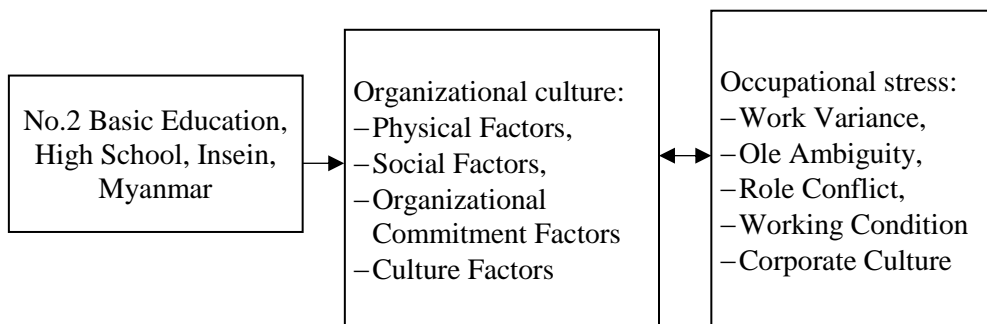 No.2 Basic Education,
High School, Insein,
Myanmar
Organizational culture:
–Physical Factors,
–Social Factors,
–Organizational
Commitment Factors
–Culture Factors
Occupational stress:
–Work Variance,
–Ole Ambiguity,
–Role Conflict,
–Working Condition
–Corporate Culture